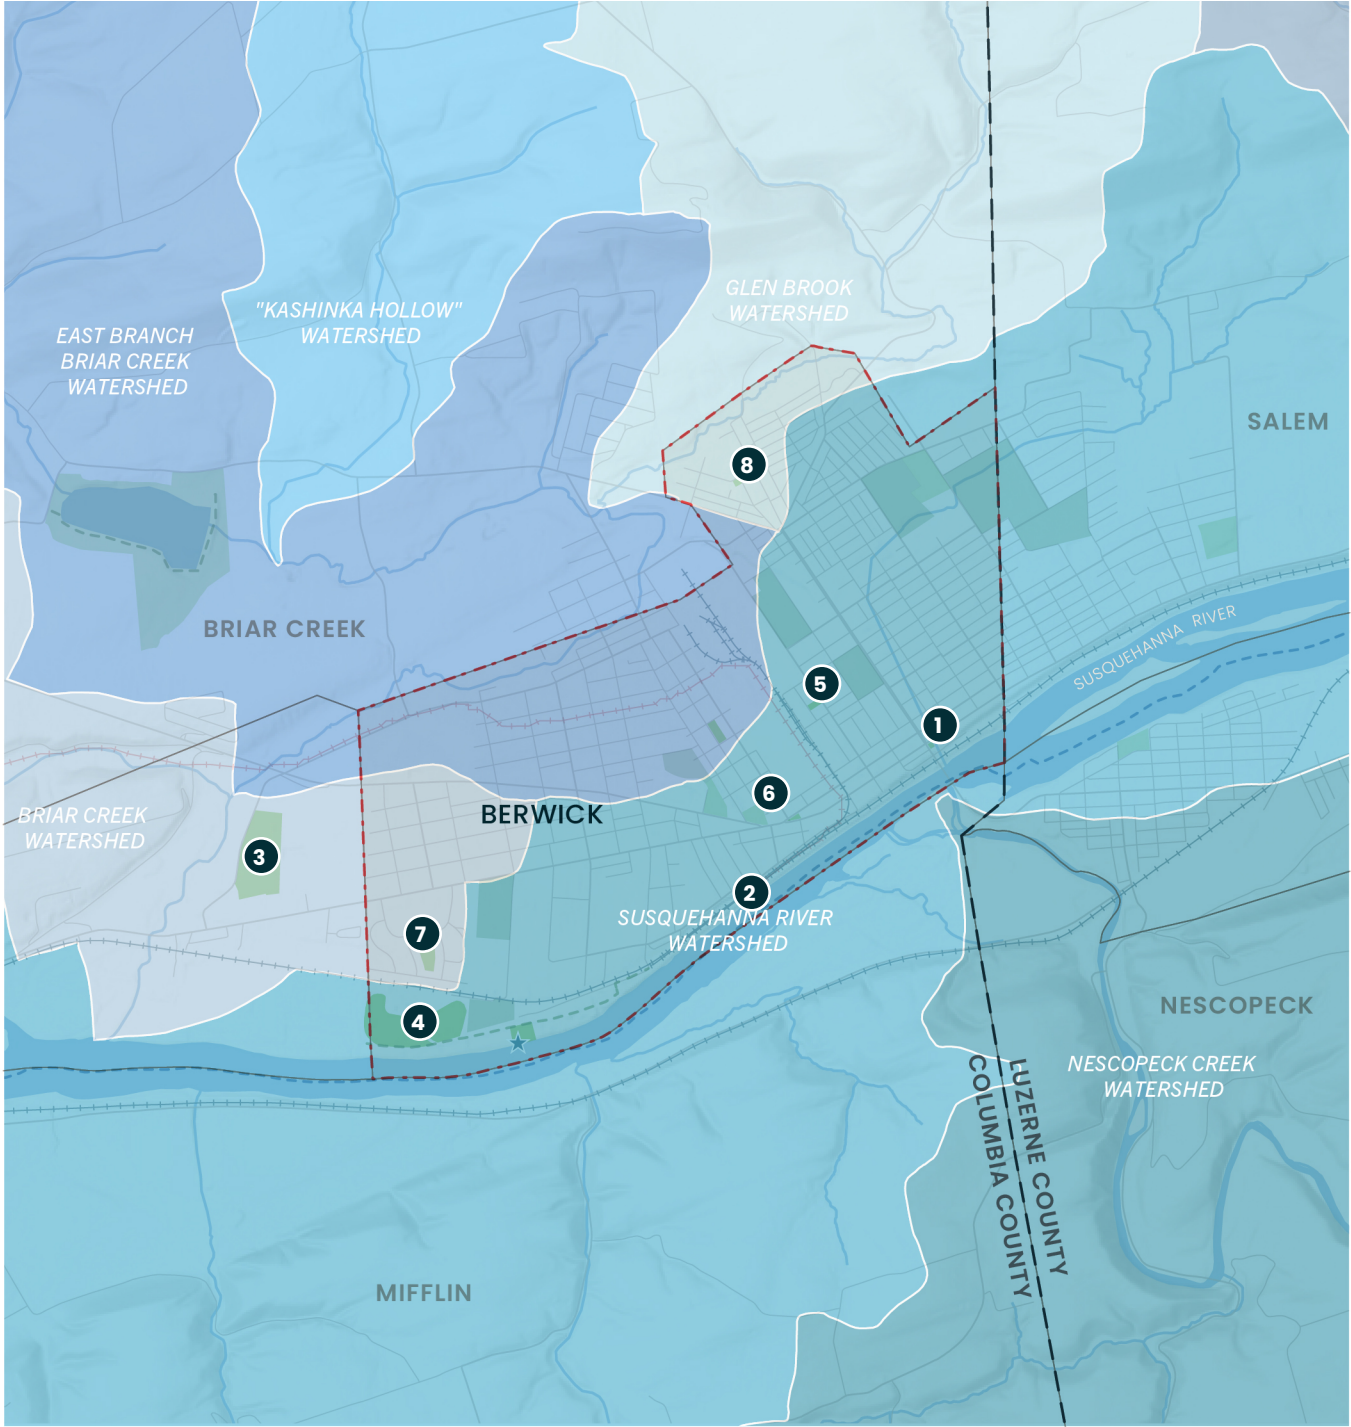 GLEN BROOK
WATERSHED
"KASHINKA HOLLOW"
WATERSHED
EAST BRANCH
BRIAR CREEK
WATERSHED
SALEM
8
BRIAR CREEK
SUSQUEHANNA RIVER
5
1
6
BERWICK
BRIAR CREEK
WATERSHED
3
2
SUSQUEHANNA RIVER
WATERSHED
7
4
NESCOPECK
NESCOPECK CREEK
WATERSHED
LUZERNE COUNTY
COLUMBIA COUNTY
MIFFLIN